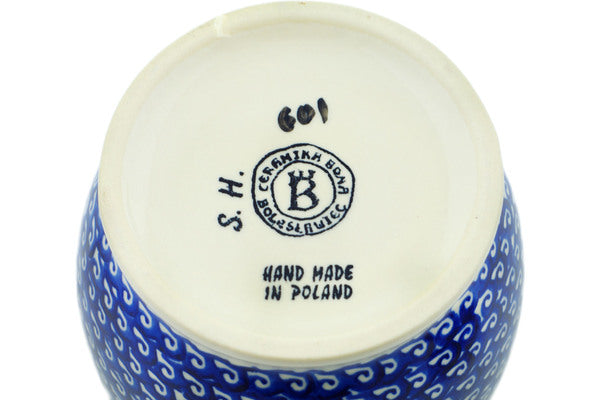 601
CERAMIKA BONA
B
BOLESŁAWIEC
S. H.
HAND MADE
IN POLAND